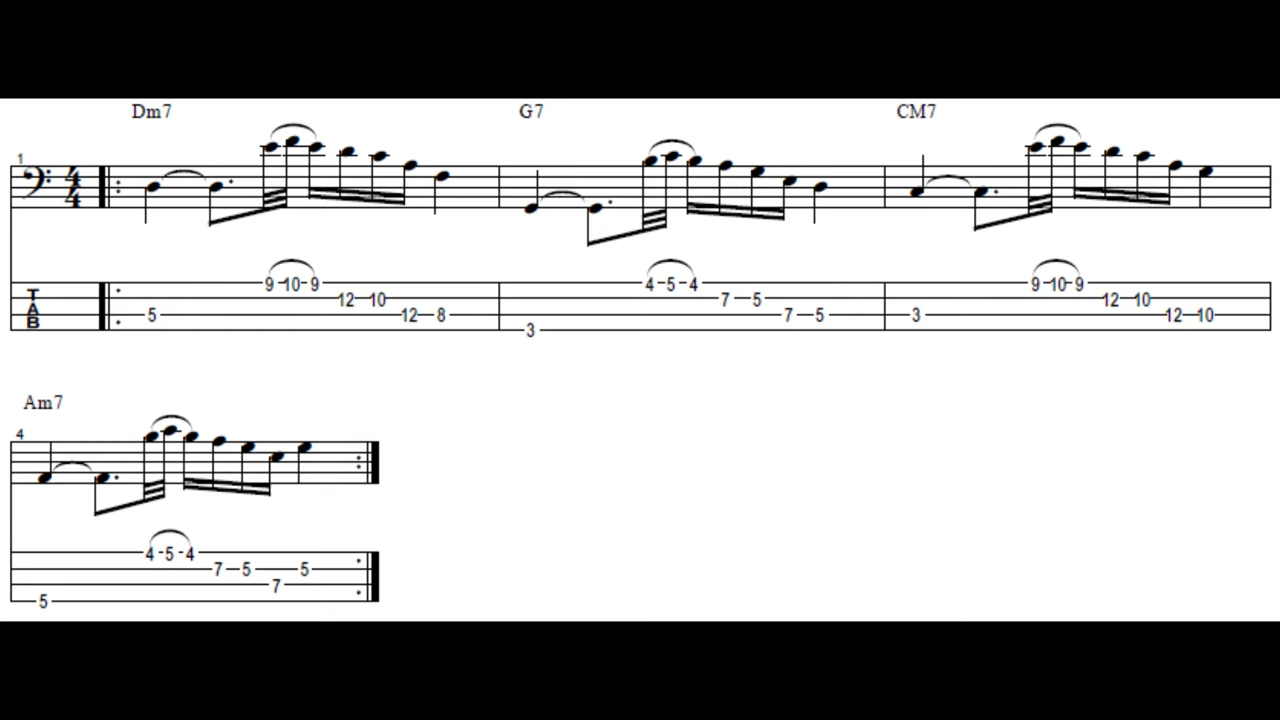 Dm7 G7 CM7
1
4
4
9 10 9 4 5 4 9 10 9
12 10 7 5 12 10
T
A 5 12 8 7 5 3 12 10
B 3
Am7
4
4 5 4
7 5 5
7
5